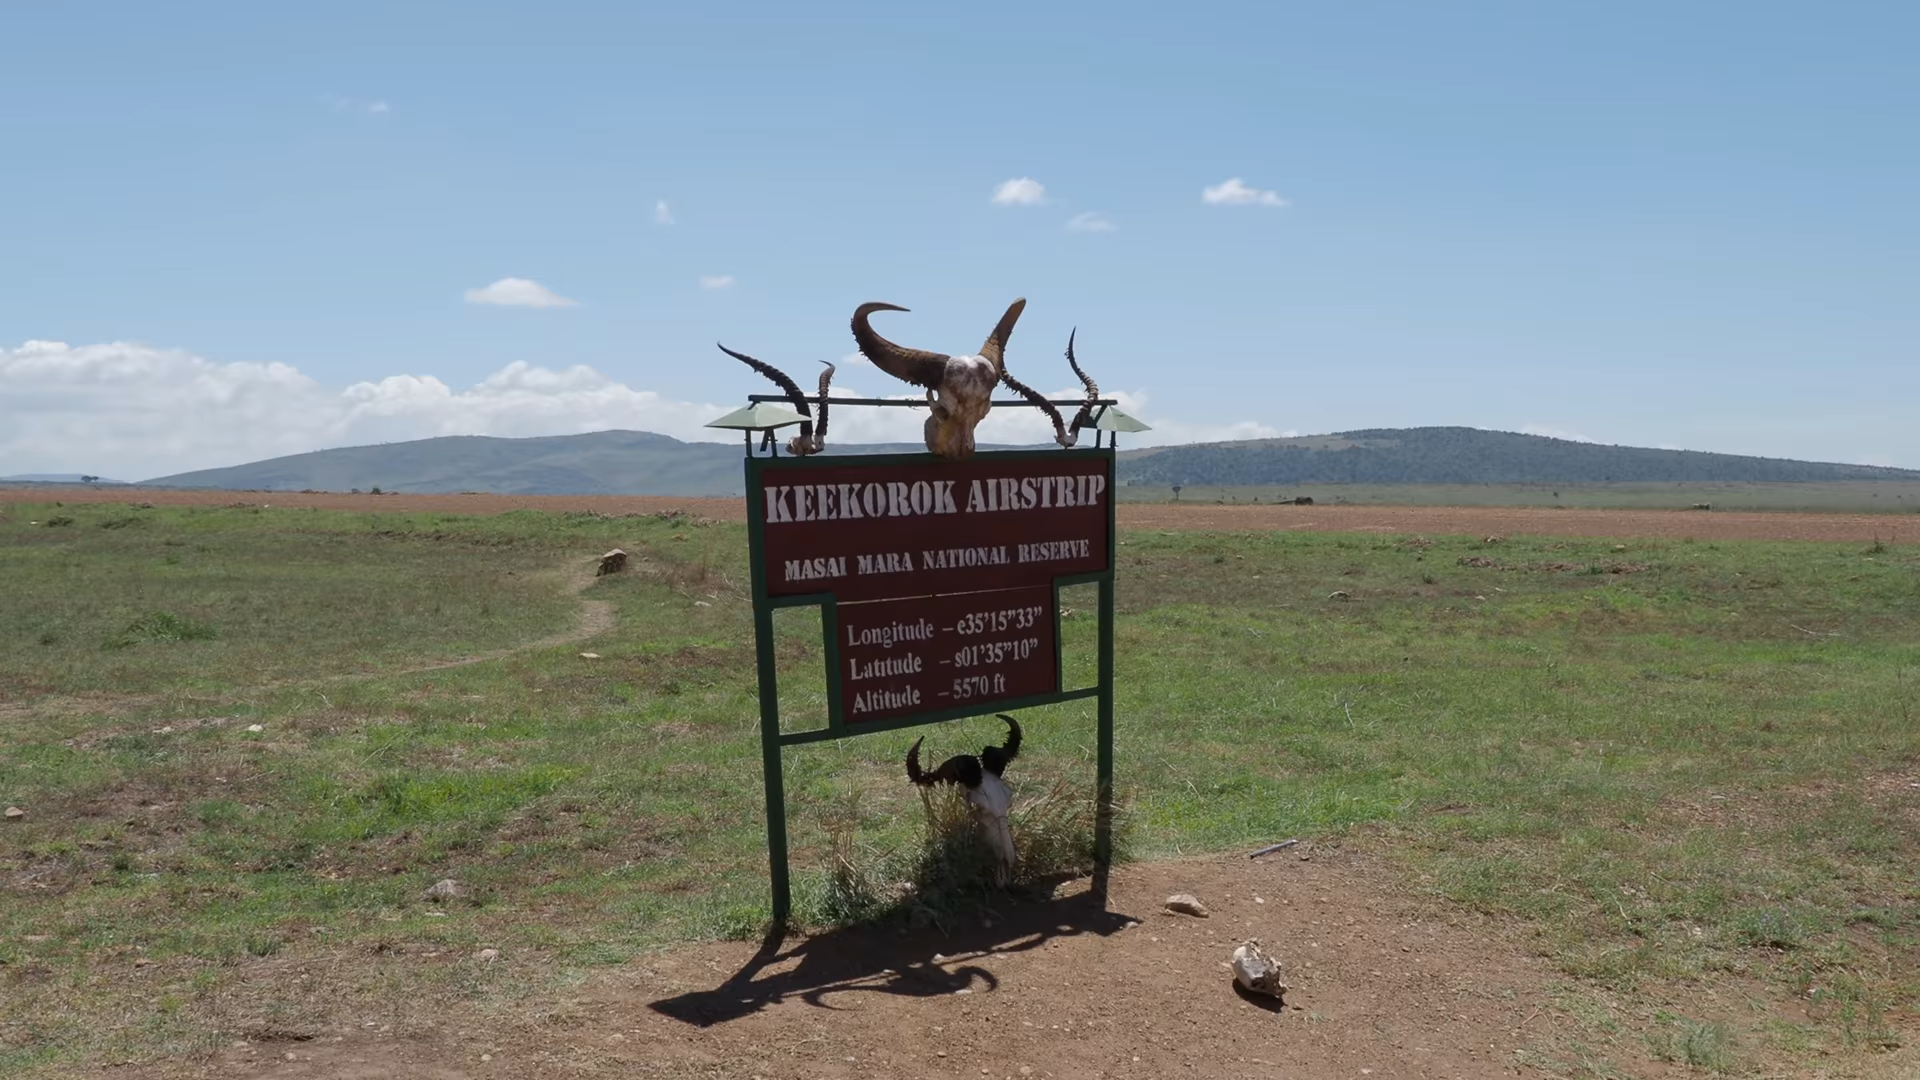 KEEKOROK AIRSTRIP
MASAI MARA NATIONAL RESERVE
Longitude – e35'15"33"
Latitude – s01'35"10"
Altitude – 5570 ft